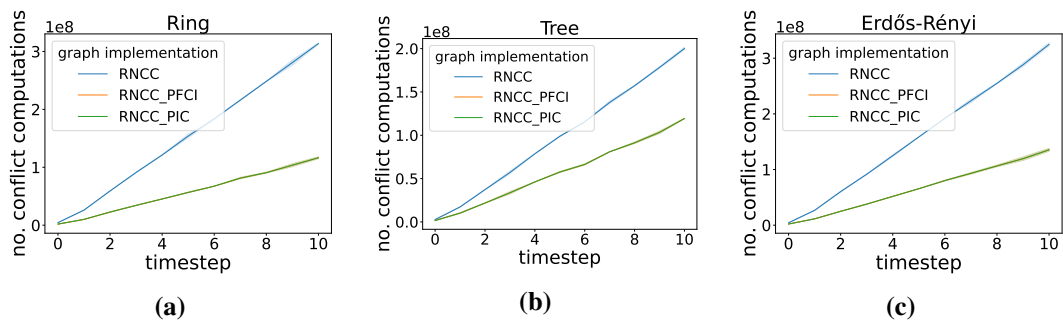 Ring
1e8
no. conflict computations
3
2
1
0
graph implementation
RNCC
RNCC_PFCI
RNCC_PIC
0 2 4 6 8 10
timestep
(a)
Tree
1e8
no. conflict computations
2.0
1.5
1.0
0.5
0.0
graph implementation
RNCC
RNCC_PFCI
RNCC_PIC
0 2 4 6 8 10
timestep
(b)
Erdős-Rényi
1e8
no. conflict computations
3
2
1
0
graph implementation
RNCC
RNCC_PFCI
RNCC_PIC
0 2 4 6 8 10
timestep
(c)